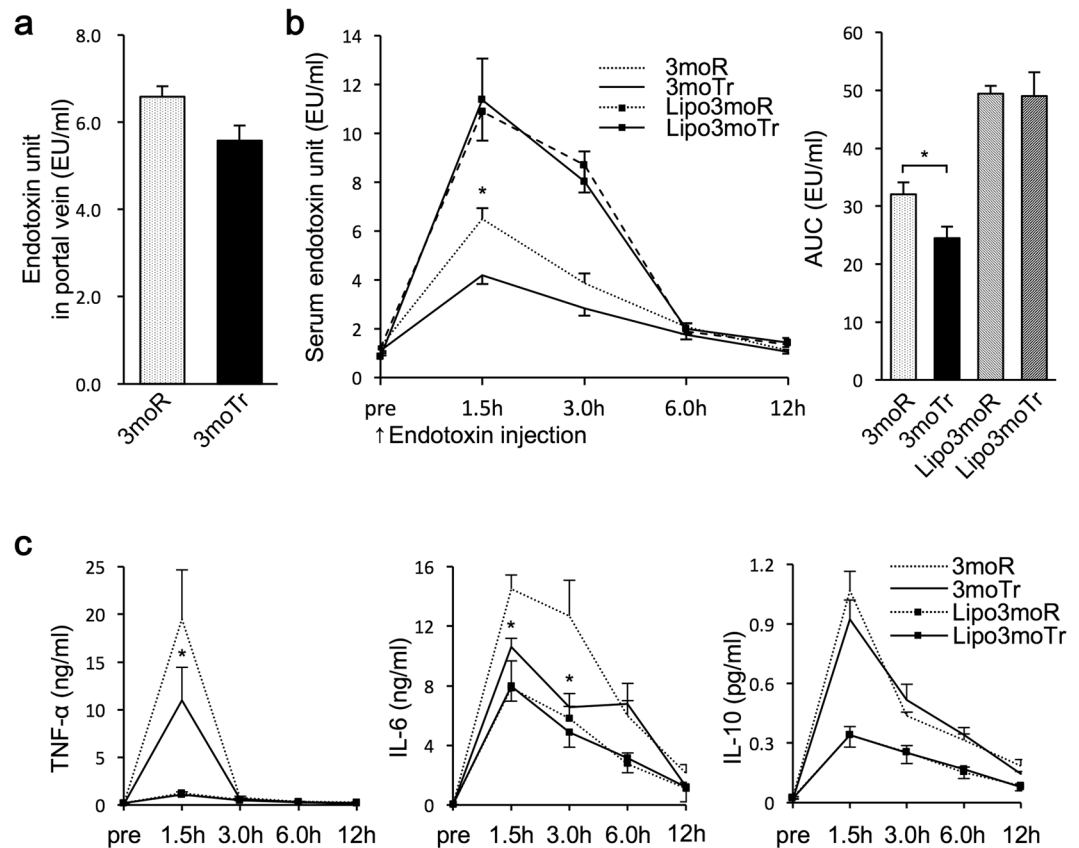 a
Endotoxin unit
in portal vein (EU/ml)
8.0
6.0
4.0
2.0
0.0
3moR
3moTr
b
Serum endotoxin unit (EU/ml)
14
12
10
8
6
4
2
0
3moR
3moTr
Lipo3moR
Lipo3moTr
*
pre
1.5h
3.0h
6.0h
12h
↑Endotoxin injection
AUC (EU/ml)
60
50
40
30
20
10
0
*
3moR
3moTr
Lipo3moR
Lipo3moTr
c
TNF-α (ng/ml)
25
20
15
10
5
0
*
pre
1.5h
3.0h
6.0h
12h
IL-6 (ng/ml)
16
12
8
4
0
*
*
pre
1.5h
3.0h
6.0h
12h
IL-10 (pg/ml)
1.2
0.9
0.6
0.3
0
3moR
3moTr
Lipo3moR
Lipo3moTr
pre
1.5h
3.0h
6.0h
12h